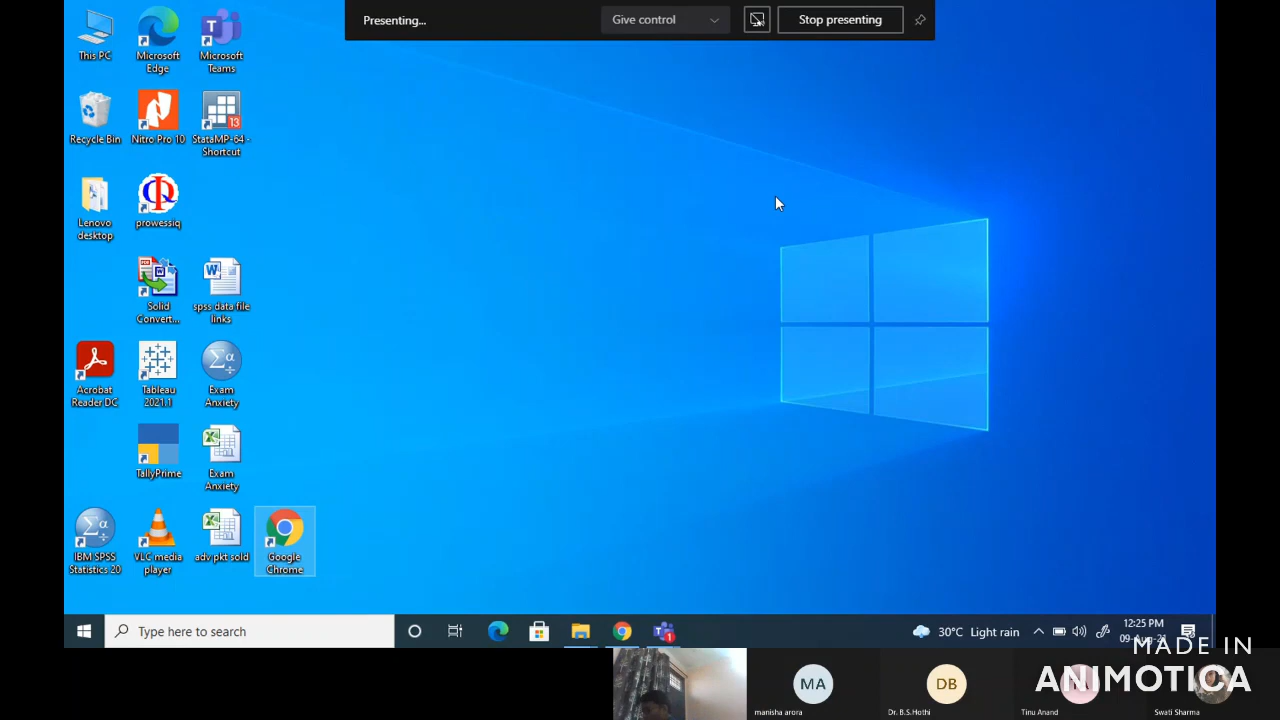 Presenting...
Give control
Stop presenting
This PC
Microsoft
Edge
Microsoft
Teams
Recycle Bin
Nitro Pro 10
StataMP-64 -
Shortcut
13
Lenovo
desktop
prowessiq
Solid
Convert...
spss data file
links
Acrobat
Reader DC
Tableau
2021.1
Exam
Anxiety
TallyPrime
Exam
Anxiety
IBM SPSS
Statistics 20
VLC media
player
adv.pkt sold
Google
Chrome
Type here to search
30°C Light rain
12:25 PM
MADE IN
ANIMOTICA
MA
DB
manisha arora
Dr. B.S.Hothi
Tinu Anand
Swati Sharma